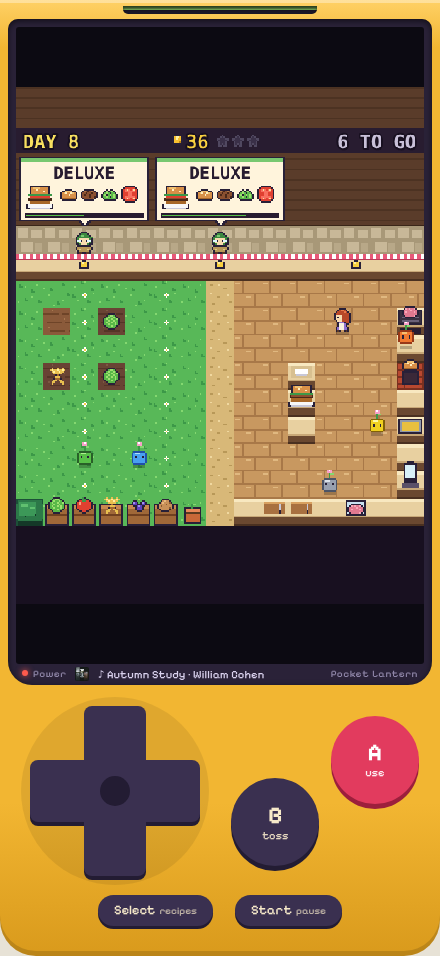 DAY 8
36
6 TO GO
DELUXE
DELUXE
Power
♪ Autumn Study · William Cohen
Pocket Lantern
A
use
B
toss
Select recipes
Start pause